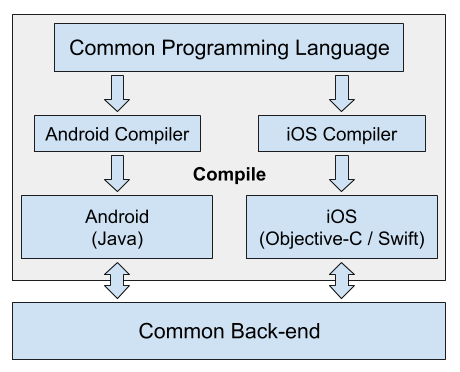 Common Programming Language
Android Compiler
iOS Compiler
Compile
Android
(Java)
iOS
(Objective-C / Swift)
Common Back-end